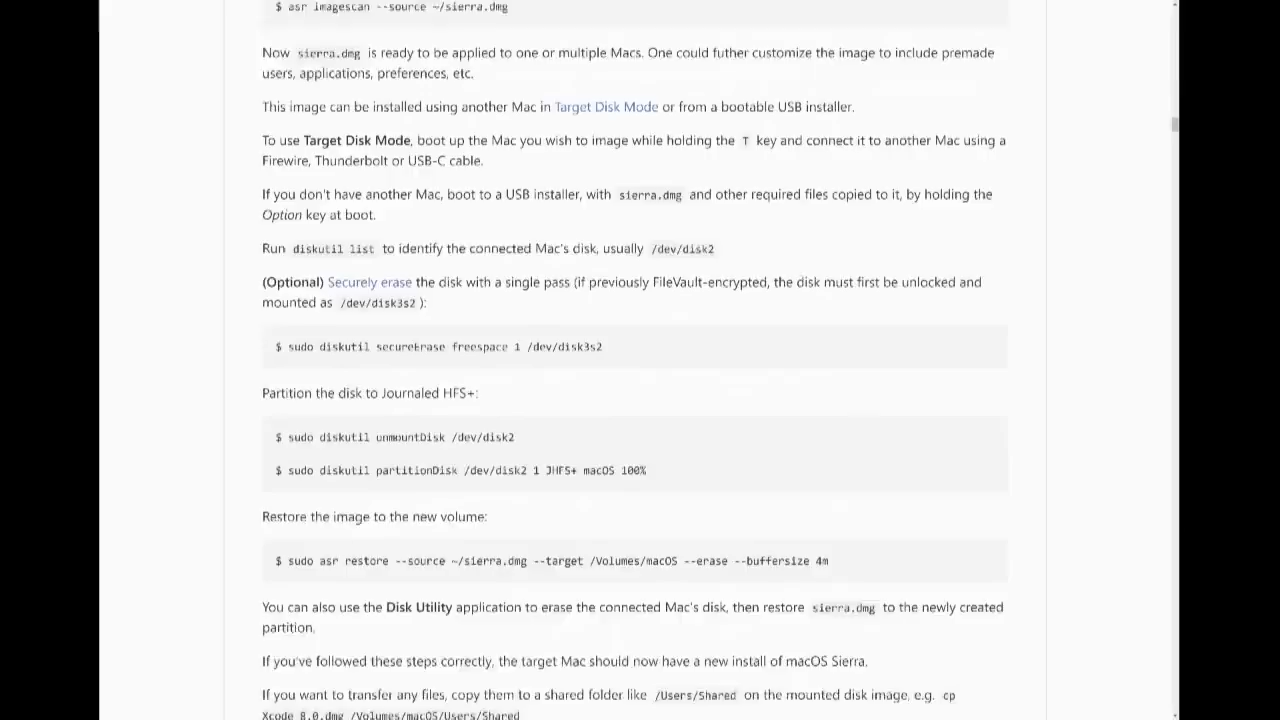 $ asr imagescan --source ~/sierra.dmg
Now sierra.dmg is ready to be applied to one or multiple Macs. One could futher customize the image to include premade
users, applications, preferences, etc.
This image can be installed using another Mac in Target Disk Mode or from a bootable USB installer.
To use Target Disk Mode, boot up the Mac you wish to image while holding the T key and connect it to another Mac using a
Firewire, Thunderbolt or USB-C cable.
If you don't have another Mac, boot to a USB installer, with sierra.dmg and other required files copied to it, by holding the
Option key at boot.
Run diskutil list to identify the connected Mac's disk, usually /dev/disk2
(Optional) Securely erase the disk with a single pass (if previously FileVault-encrypted, the disk must first be unlocked and
mounted as /dev/disk3s2 ):
$ sudo diskutil secureErase freespace 1 /dev/disk3s2
Partition the disk to Journaled HFS+:
$ sudo diskutil unmountDisk /dev/disk2
$ sudo diskutil partitionDisk /dev/disk2 1 JHFS+ macOS 100%
Restore the image to the new volume:
$ sudo asr restore --source ~/sierra.dmg --target /Volumes/macOS --erase --buffersize 4m
You can also use the Disk Utility application to erase the connected Mac's disk, then restore sierra.dmg to the newly created
partition.
If you've followed these steps correctly, the target Mac should now have a new install of macOS Sierra.
If you want to transfer any files, copy them to a shared folder like /Users/Shared on the mounted disk image, e.g. cp
Xcode_8.0.dmg /Volumes/macOS/Users/Shared